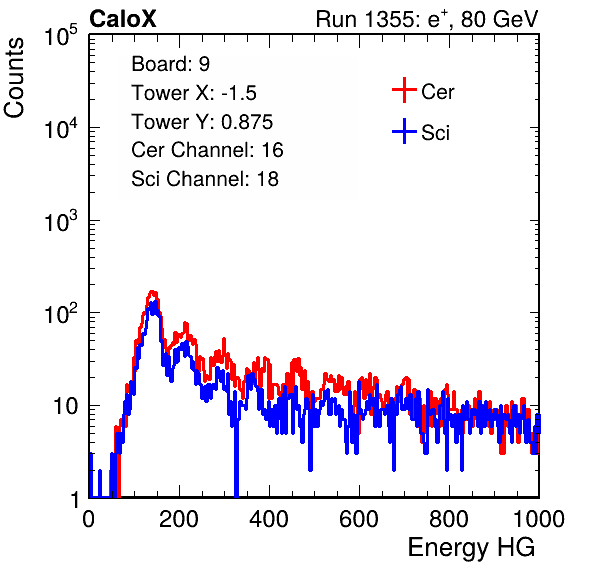 CaloX Run 1355: e⁺, 80 GeV
Counts
10⁵
10⁴
10³
10²
10
1
Board: 9
Tower X: -1.5
Tower Y: 0.875
Cer Channel: 16
Sci Channel: 18
Cer
Sci
0 200 400 600 800 1000
Energy HG